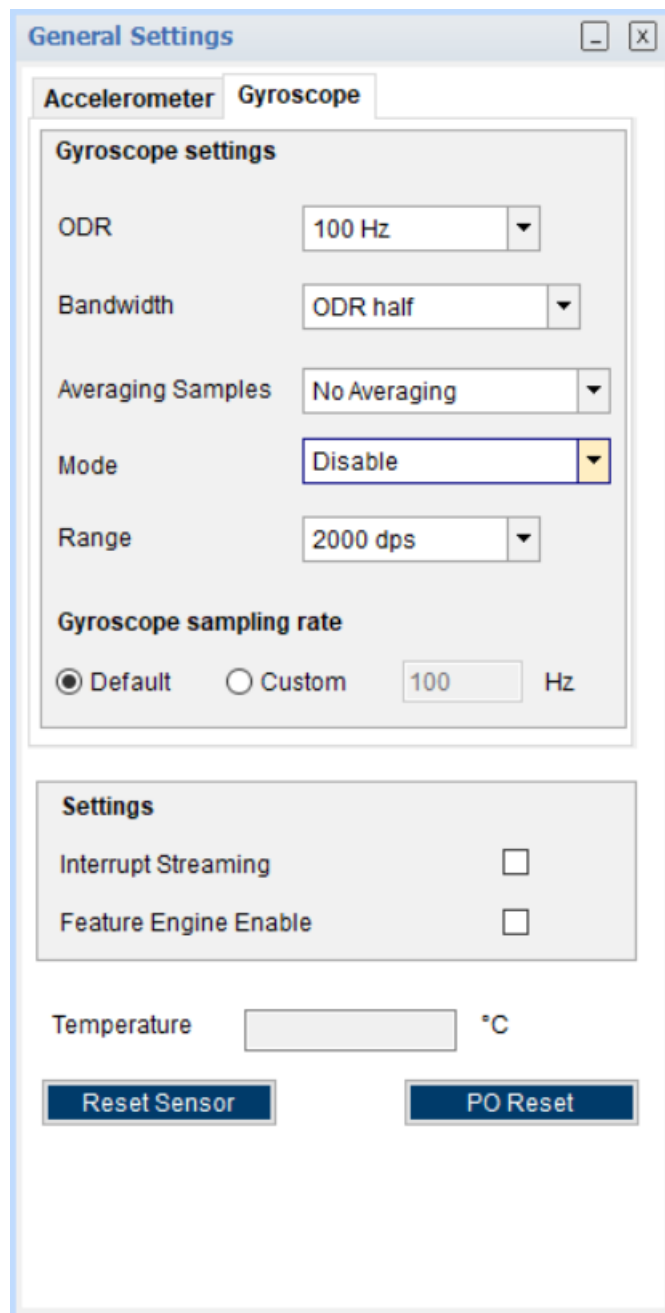 General Settings
Accelerometer Gyroscope
Gyroscope settings
ODR 100 Hz
Bandwidth ODR half
Averaging Samples No Averaging
Mode Disable
Range 2000 dps
Gyroscope sampling rate
Default Custom 100 Hz
Settings
Interrupt Streaming
Feature Engine Enable
Temperature °C
Reset Sensor PO Reset